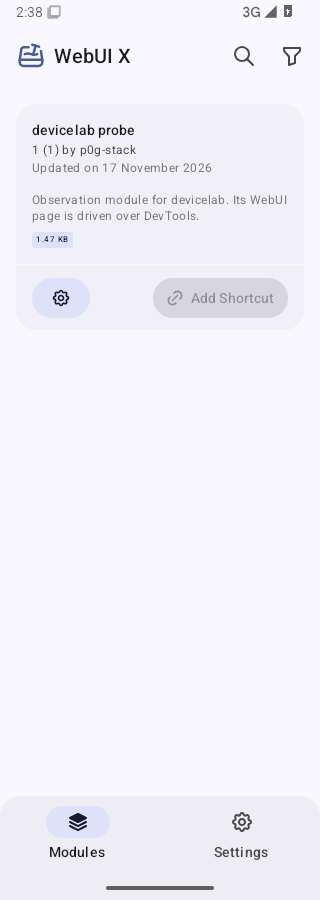 2:38
3G
WebUI X
devicelab probe
1 (1) by p0g-stack
Updated on 17 November 2026
Observation module for devicelab. Its WebUI
page is driven over DevTools.
1.47 KB
Add Shortcut
Modules
Settings